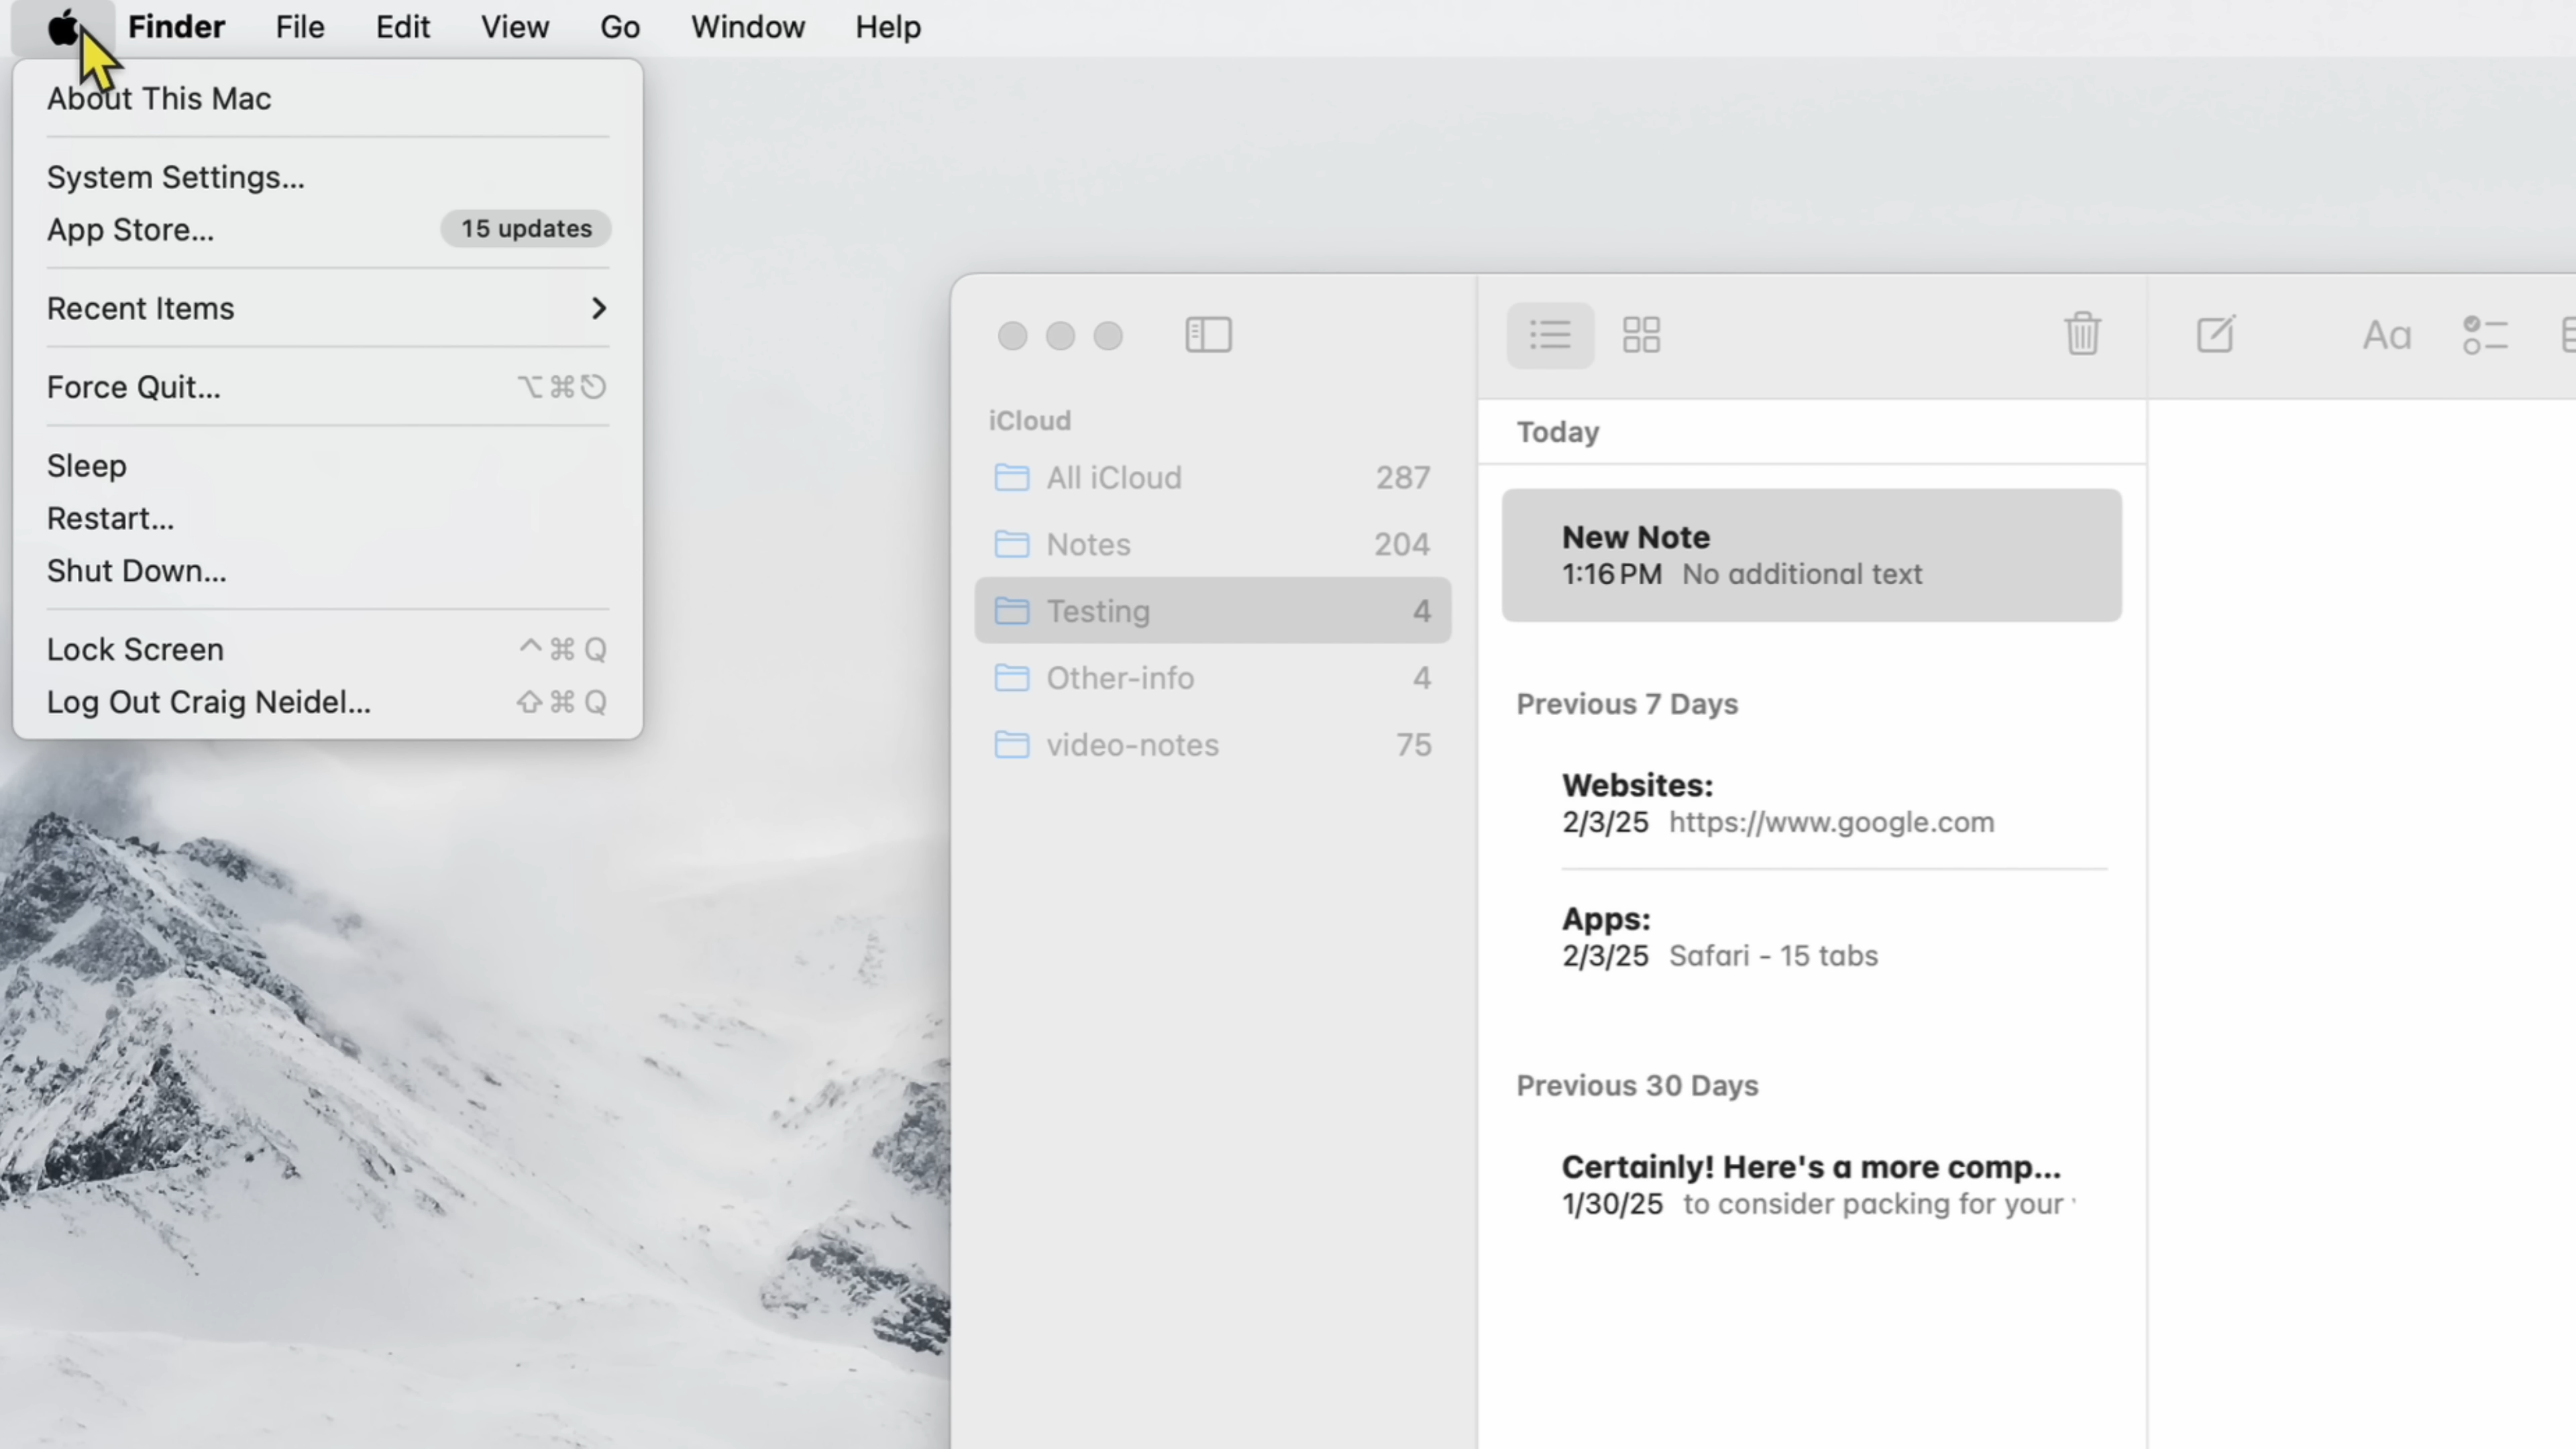 Finder File Edit View Go Window Help
About This Mac
System Settings...
App Store... 15 updates
Recent Items
Force Quit... ⌥⌘⎋
Sleep
Restart...
Shut Down...
Lock Screen ^⌘Q
Log Out Craig Neidel... ⇧⌘Q
iCloud
All iCloud 287
Notes 204
Testing 4
Other-info 4
video-notes 75
Aa
Today
New Note
1:16 PM No additional text
Previous 7 Days
Websites:
2/3/25 https://www.google.com
Apps:
2/3/25 Safari - 15 tabs
Previous 30 Days
Certainly! Here's a more comp...
1/30/25 to consider packing for your